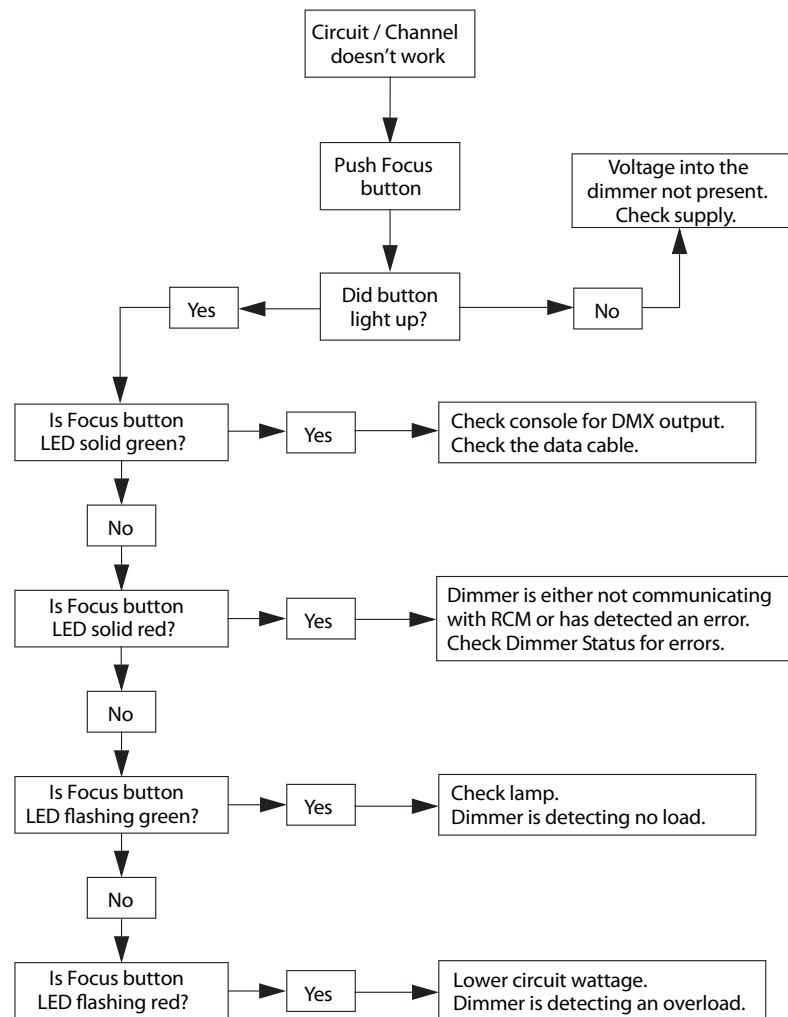 Circuit / Channel
doesn't work
Push Focus
button
Voltage into the
dimmer not present.
Check supply.
Did button
light up?
Yes
No
Is Focus button
LED solid green?
Yes
Check console for DMX output.
Check the data cable.
No
Is Focus button
LED solid red?
Yes
Dimmer is either not communicating
with RCM or has detected an error.
Check Dimmer Status for errors.
No
Is Focus button
LED flashing green?
Yes
Check lamp.
Dimmer is detecting no load.
No
Is Focus button
LED flashing red?
Yes
Lower circuit wattage.
Dimmer is detecting an overload.